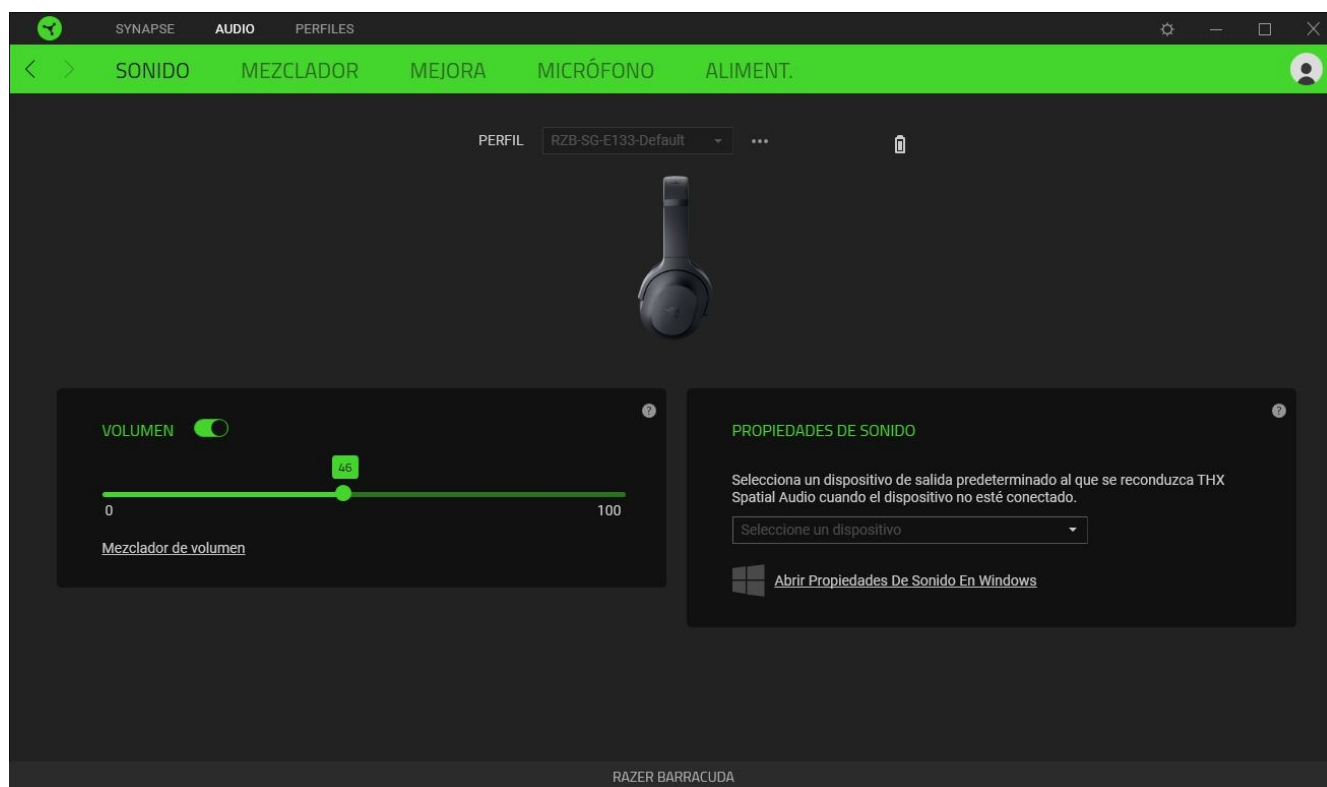 SYNAPSE AUDIO PERFILES
SONIDO MEZCLADOR MEJORA MICRÓFONO ALIMENT.
PERFIL RZB-SG-E133-Default
VOLUMEN
46
0 100
Mezclador de volumen
PROPIEDADES DE SONIDO
Selecciona un dispositivo de salida predeterminado al que se reconduzca THX
Spatial Audio cuando el dispositivo no esté conectado.
Seleccione un dispositivo
Abrir Propiedades De Sonido En Windows
RAZER BARRACUDA